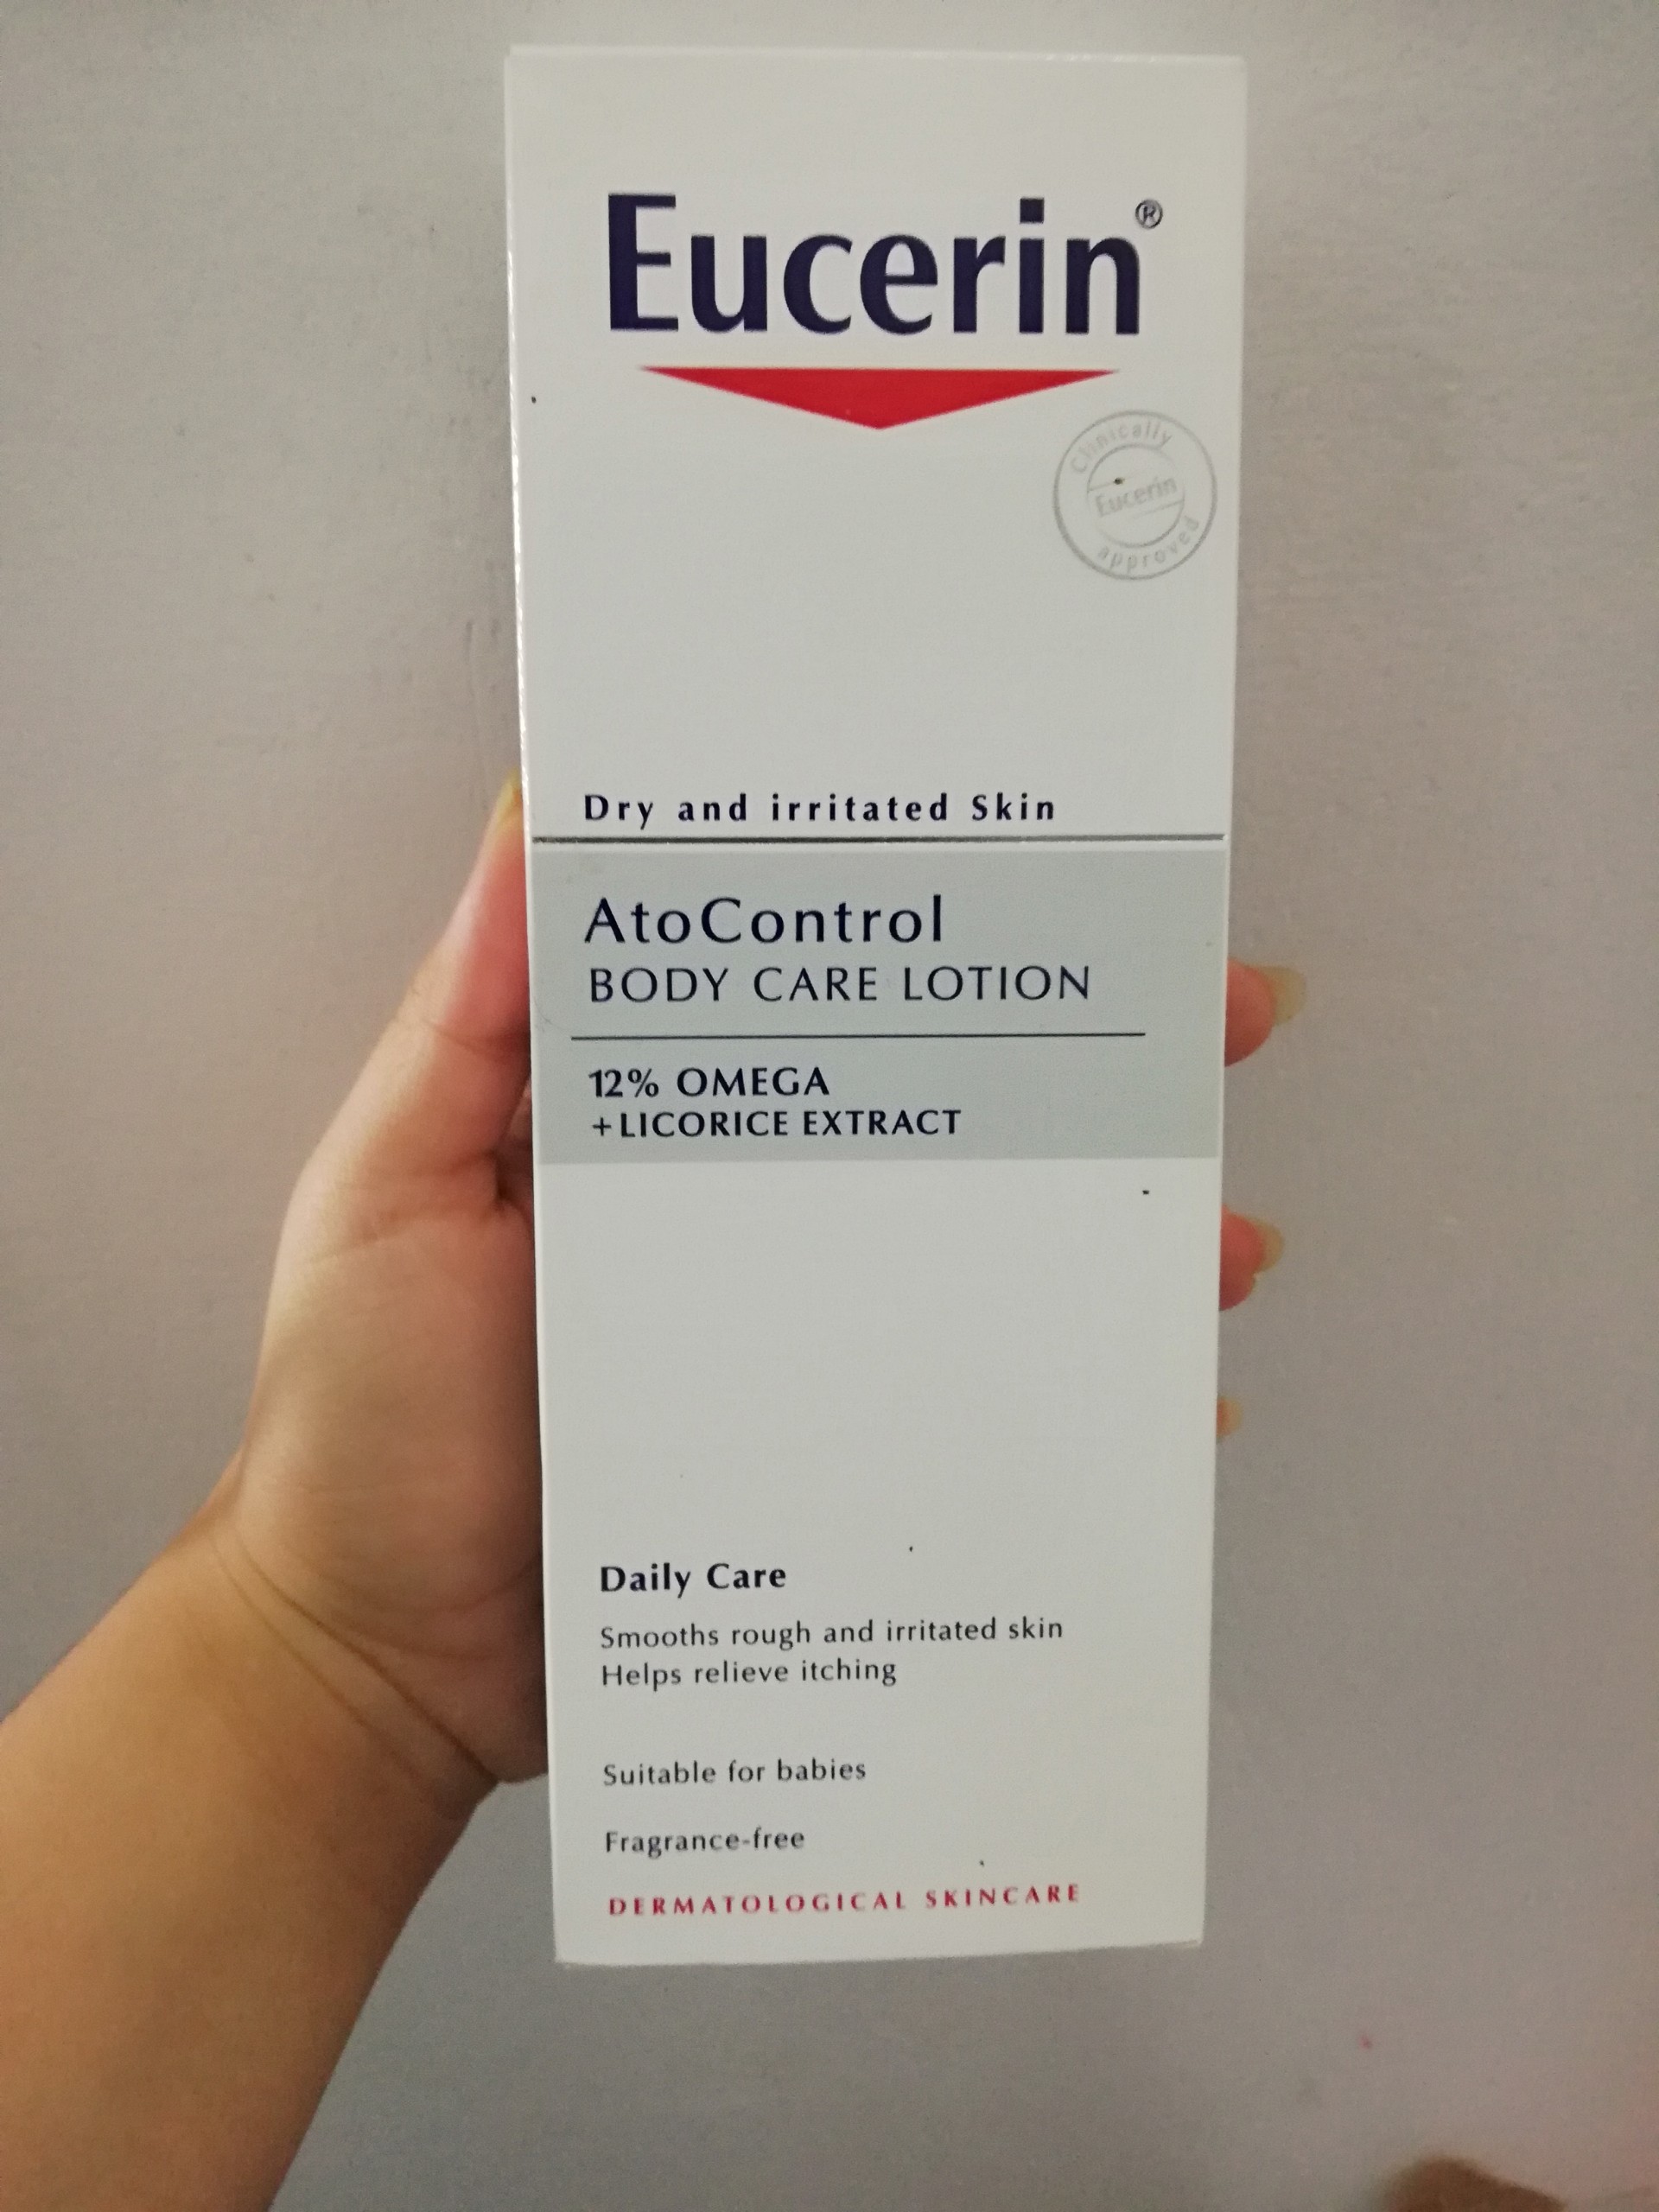 Eucerin®
Clinically
Eucerin
approved
Dry and irritated Skin
AtoControl
BODY CARE LOTION
12% OMEGA
+LICORICE EXTRACT
Daily Care
Smooths rough and irritated skin
Helps relieve itching
Suitable for babies
Fragrance-free
DERMATOLOGICAL SKINCARE